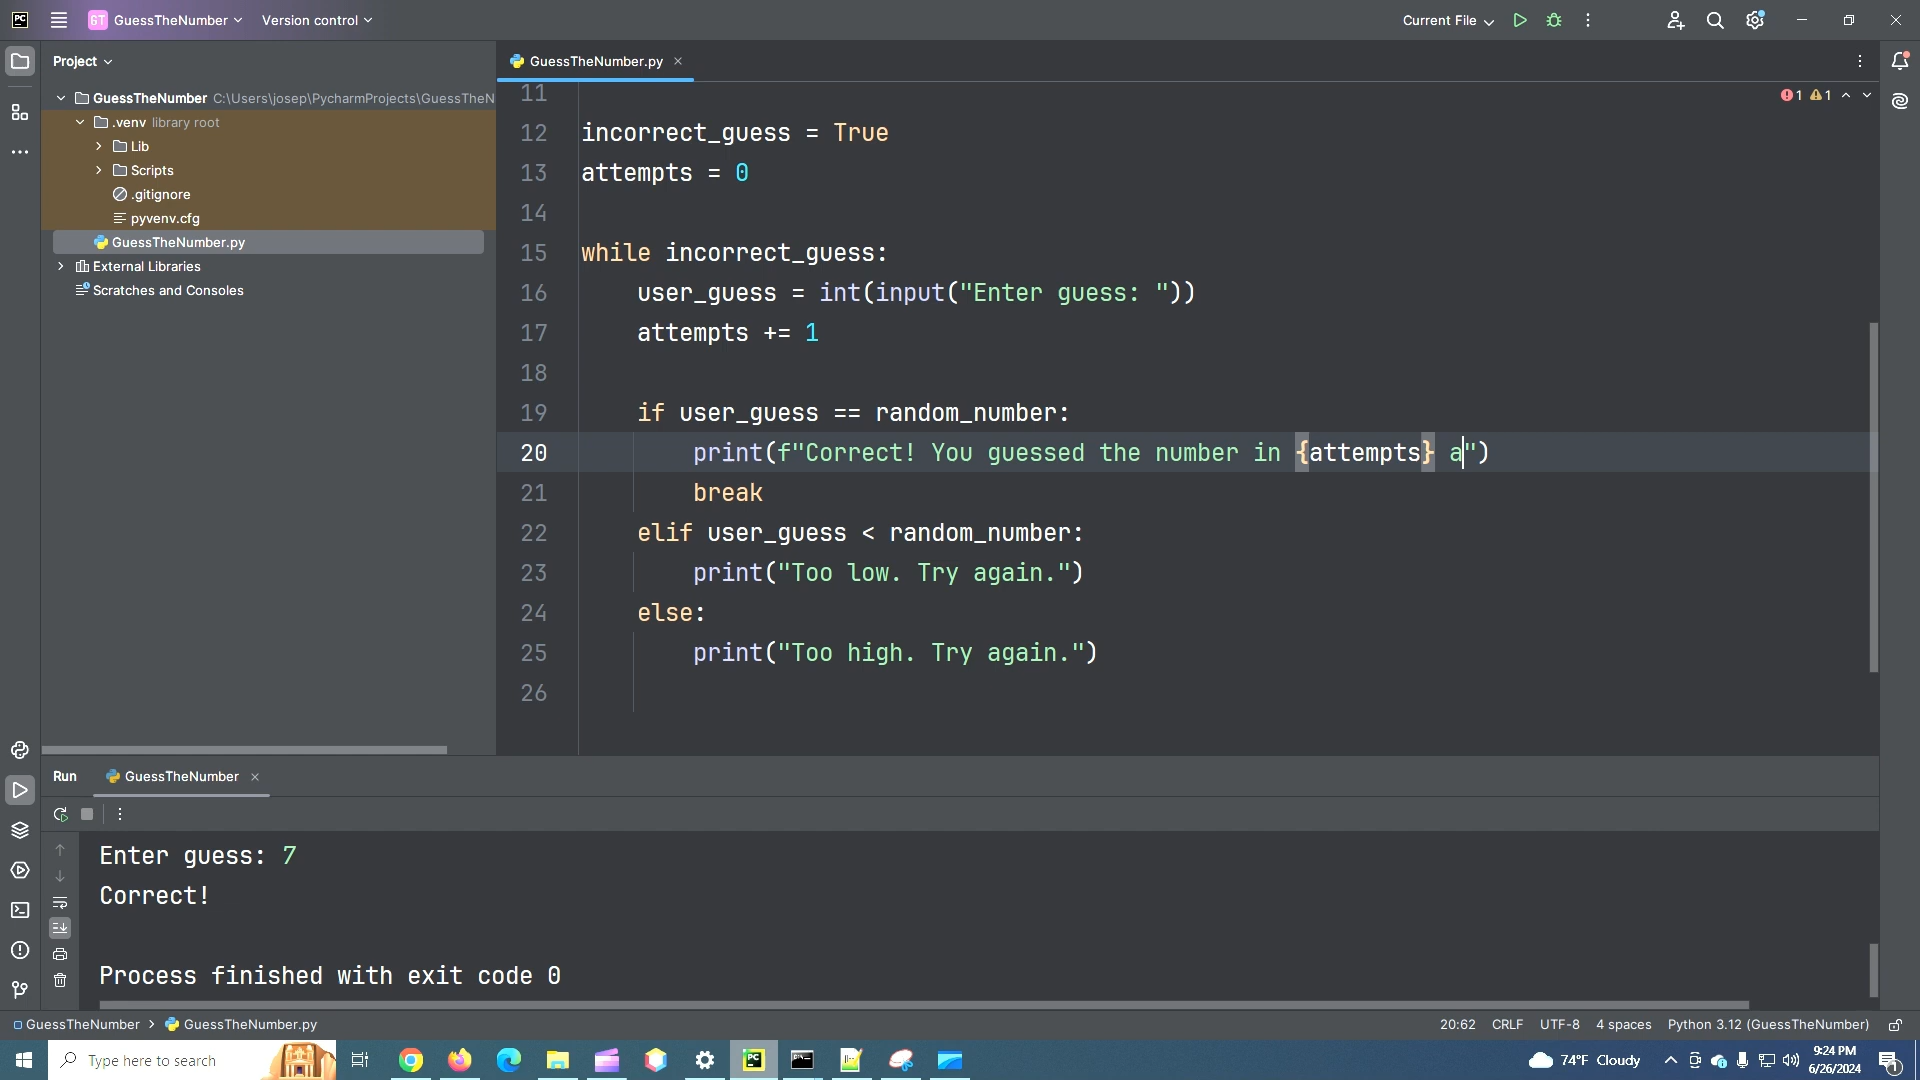 PC GT GuessTheNumber Version control Current File
Project
GuessTheNumber.py
GuessTheNumber C:\Users\josep\PycharmProjects\GuessTheN
.venv library root
Lib
Scripts
.gitignore
pyvenv.cfg
GuessTheNumber.py
External Libraries
Scratches and Consoles
1 1
11
12 incorrect_guess = True
13 attempts = 0
14
15 while incorrect_guess:
16 user_guess = int(input("Enter guess: "))
17 attempts += 1
18
19 if user_guess == random_number:
20 print(f"Correct! You guessed the number in {attempts} a")
21 break
22 elif user_guess < random_number:
23 print("Too low. Try again.")
24 else:
25 print("Too high. Try again.")
26
Run GuessTheNumber
Enter guess: 7
Correct!
Process finished with exit code 0
GuessTheNumber > GuessTheNumber.py 20:62 CRLF UTF-8 4 spaces Python 3.12 (GuessTheNumber)
Type here to search PC 74°F Cloudy 9:24 PM
6/26/2024 1